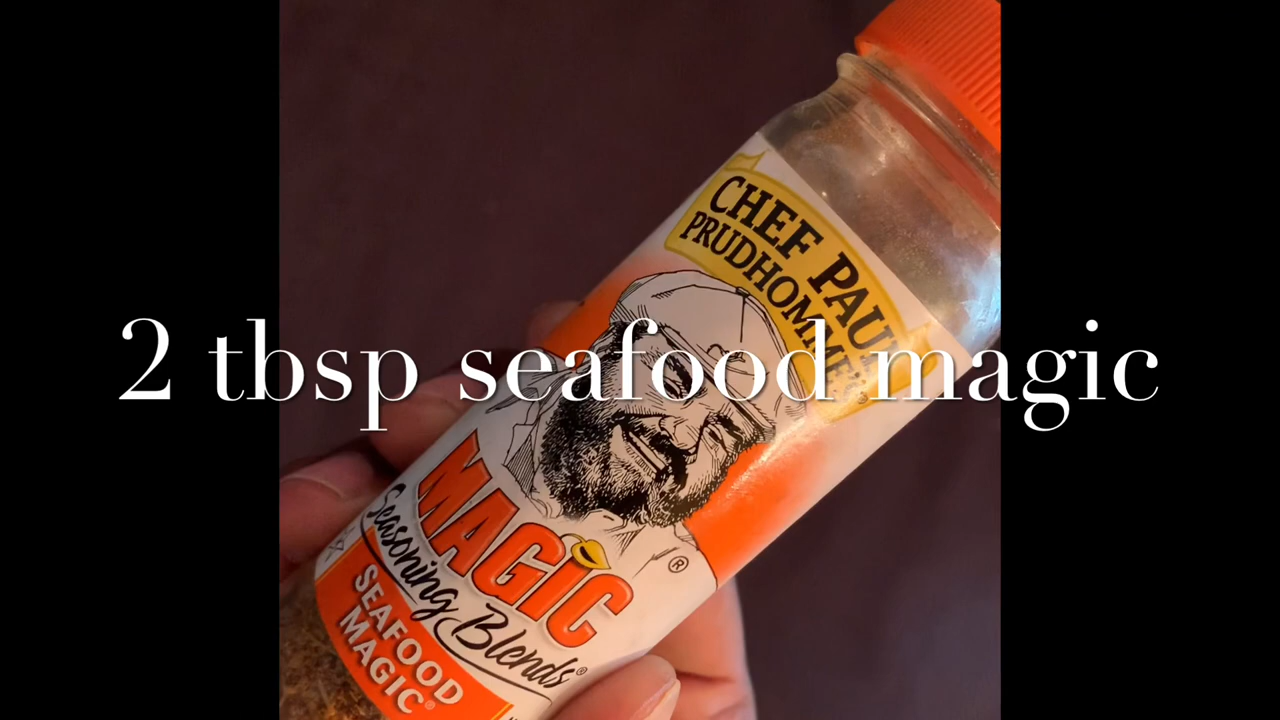 CHEF PAUL
PRUDHOMME'S®
2 tbsp seafood magic
MAGIC
®
Seasoning Blends®
SEAFOOD
MAGIC®